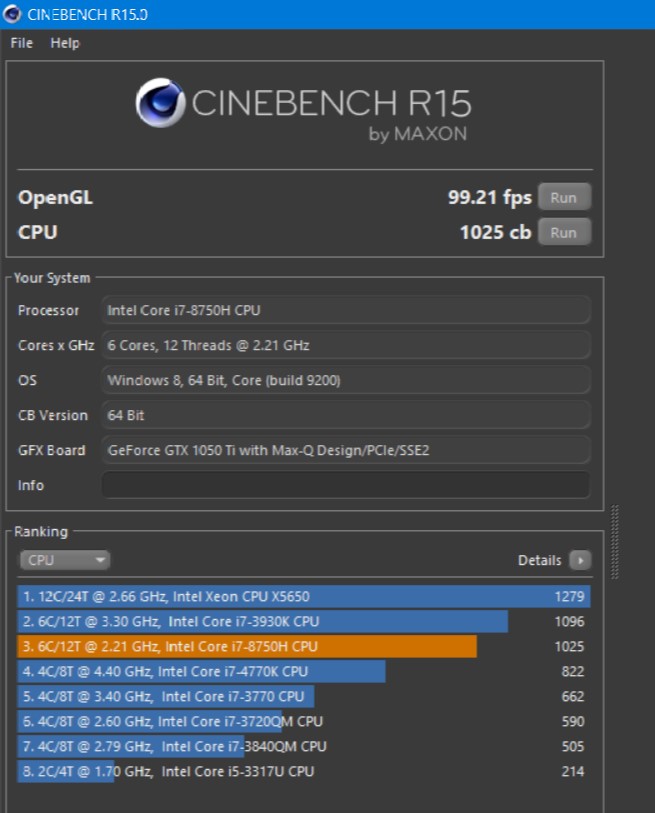 CINEBENCH R15.0
File Help
CINEBENCH R15
by MAXON
OpenGL 99.21 fps Run
CPU 1025 cb Run
Your System
Processor Intel Core i7-8750H CPU
Cores x GHz 6 Cores, 12 Threads @ 2.21 GHz
OS Windows 8, 64 Bit, Core (build 9200)
CB Version 64 Bit
GFX Board GeForce GTX 1050 Ti with Max-Q Design/PCIe/SSE2
Info
Ranking
CPU Details
1. 12C/24T @ 2.66 GHz, Intel Xeon CPU X5650 1279
2. 6C/12T @ 3.30 GHz, Intel Core i7-3930K CPU 1096
3. 6C/12T @ 2.21 GHz, Intel Core i7-8750H CPU 1025
4. 4C/8T @ 4.40 GHz, Intel Core i7-4770K CPU 822
5. 4C/8T @ 3.40 GHz, Intel Core i7-3770 CPU 662
6. 4C/8T @ 2.60 GHz, Intel Core i7-3720QM CPU 590
7. 4C/8T @ 2.79 GHz, Intel Core i7-3840QM CPU 505
8. 2C/4T @ 1.70 GHz, Intel Core i5-3317U CPU 214